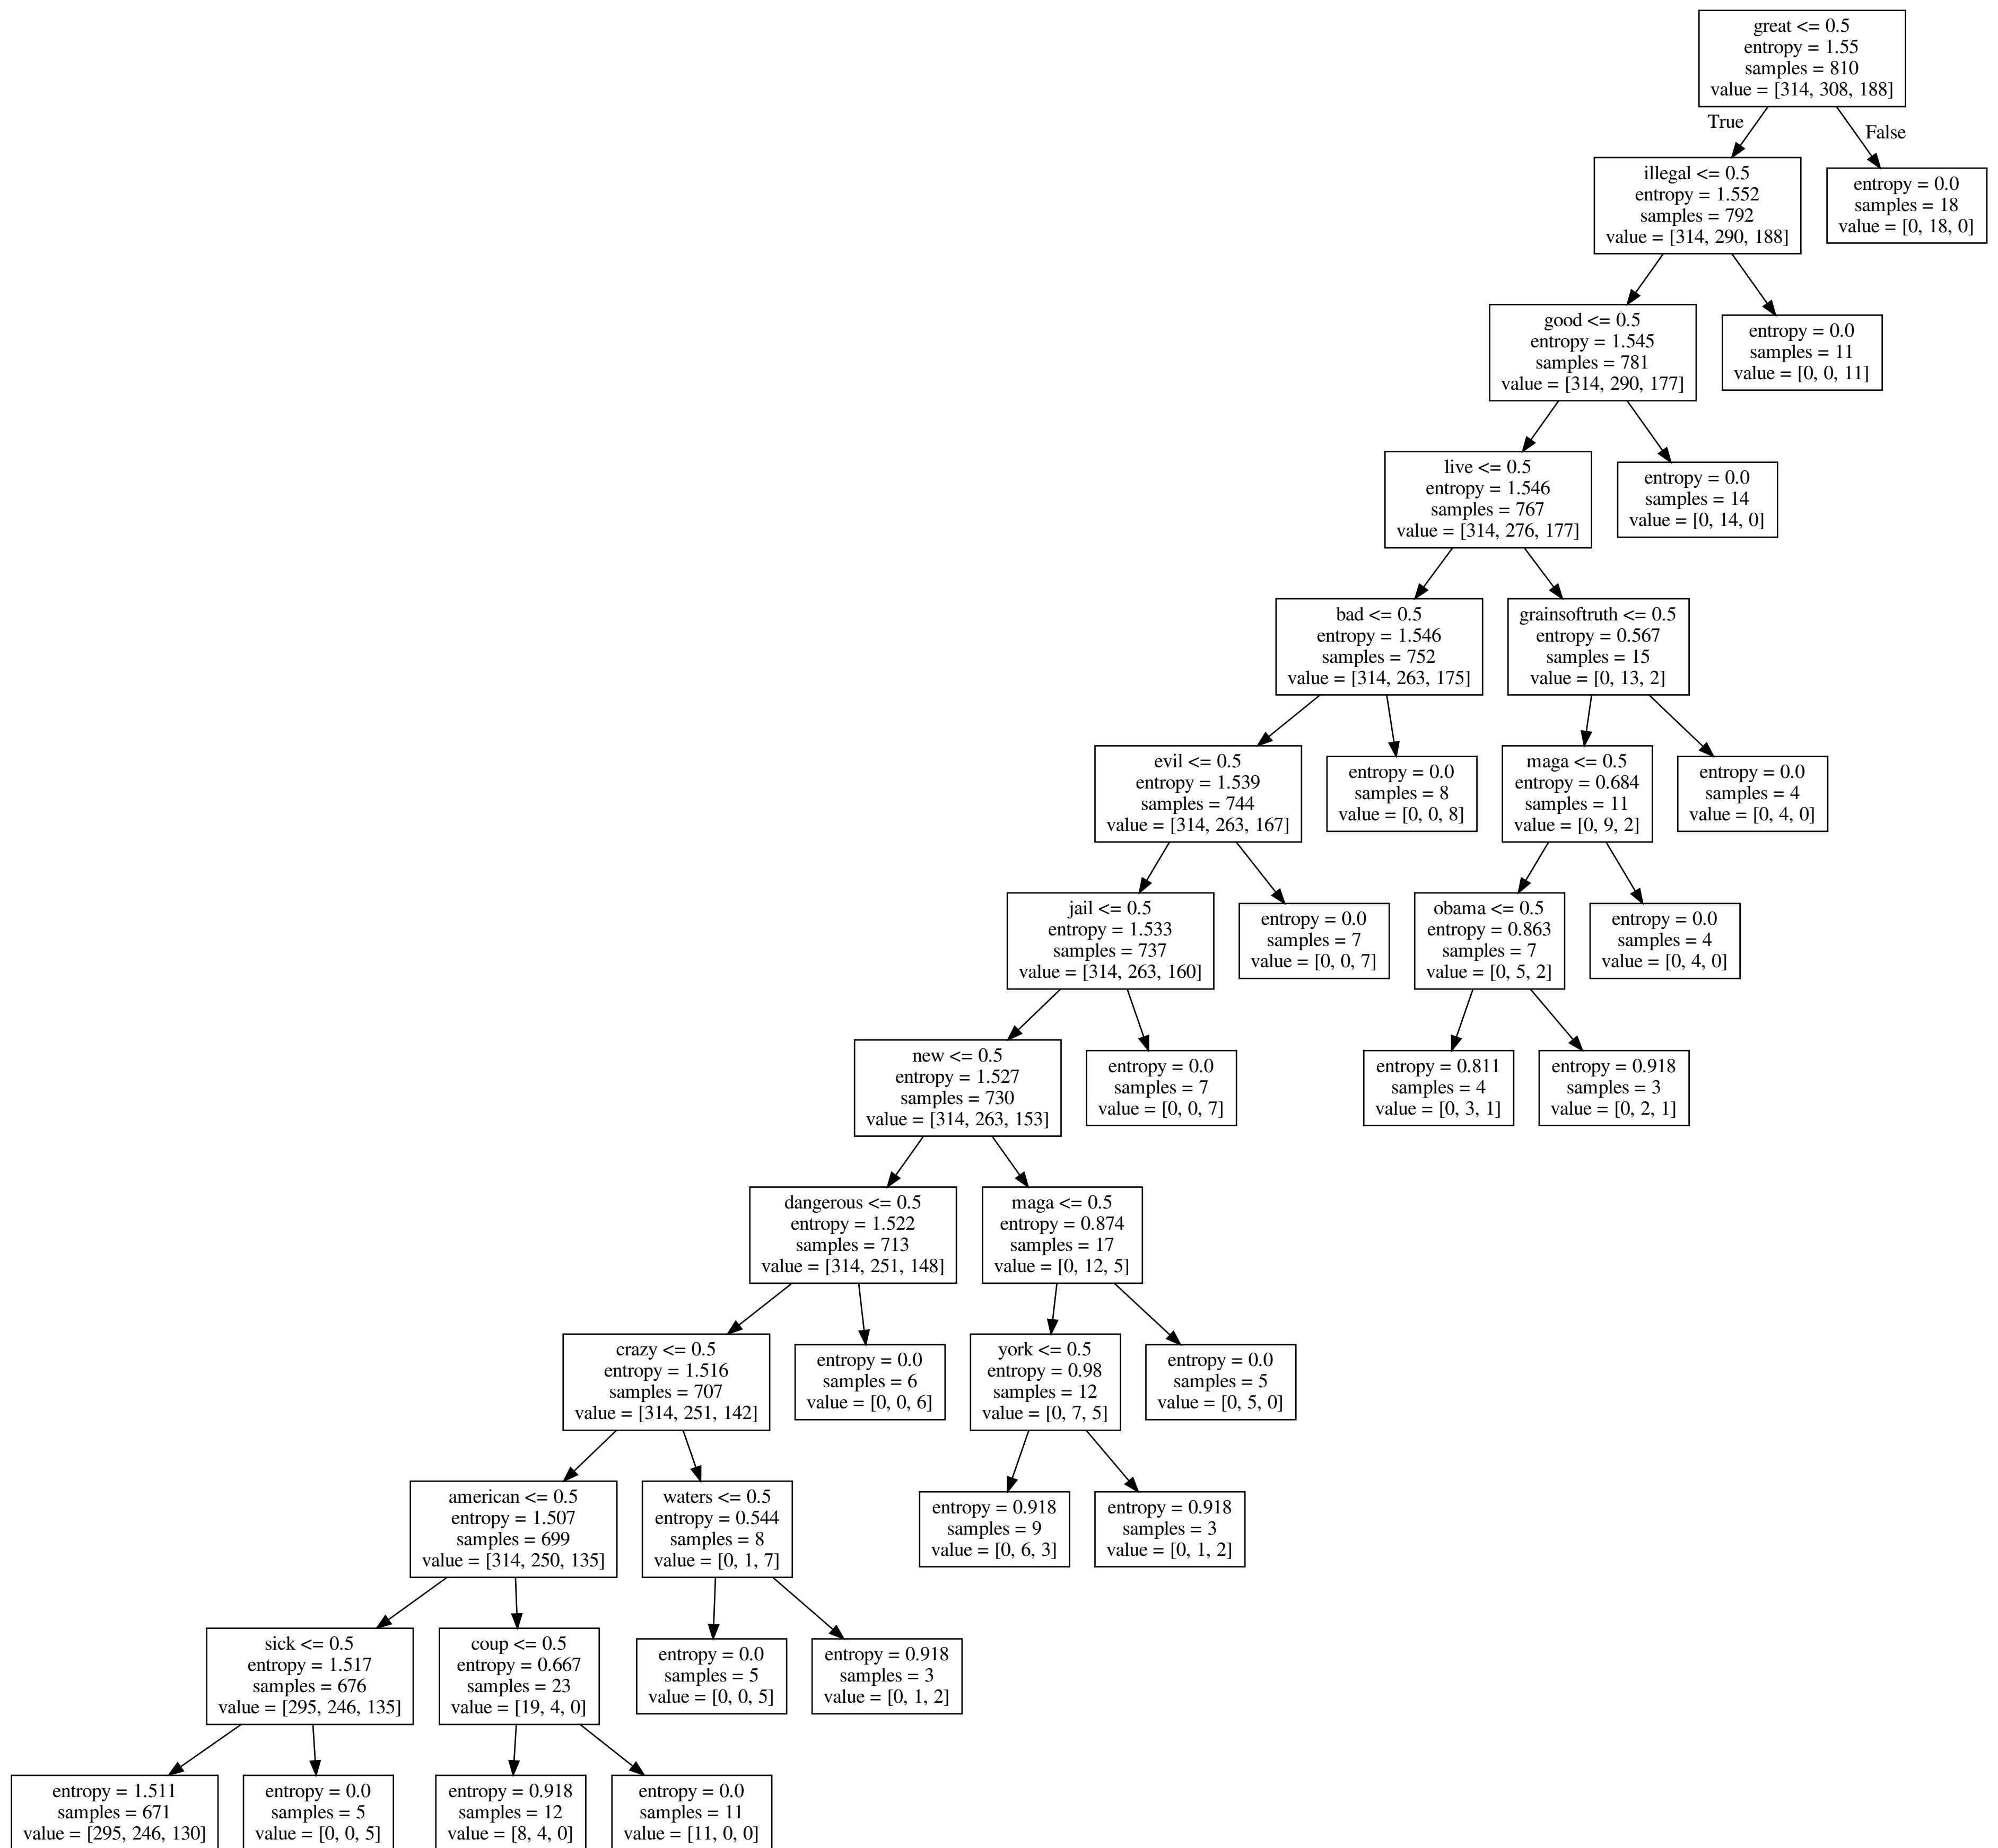 great <= 0.5
entropy = 1.55
samples = 810
value = [314, 308, 188]
True
False
illegal <= 0.5
entropy = 1.552
samples = 792
value = [314, 290, 188]
entropy = 0.0
samples = 18
value = [0, 18, 0]
good <= 0.5
entropy = 1.545
samples = 781
value = [314, 290, 177]
entropy = 0.0
samples = 11
value = [0, 0, 11]
live <= 0.5
entropy = 1.546
samples = 767
value = [314, 276, 177]
entropy = 0.0
samples = 14
value = [0, 14, 0]
bad <= 0.5
entropy = 1.546
samples = 752
value = [314, 263, 175]
grainsoftruth <= 0.5
entropy = 0.567
samples = 15
value = [0, 13, 2]
evil <= 0.5
entropy = 1.539
samples = 744
value = [314, 263, 167]
entropy = 0.0
samples = 8
value = [0, 0, 8]
maga <= 0.5
entropy = 0.684
samples = 11
value = [0, 9, 2]
entropy = 0.0
samples = 4
value = [0, 4, 0]
jail <= 0.5
entropy = 1.533
samples = 737
value = [314, 263, 160]
entropy = 0.0
samples = 7
value = [0, 0, 7]
obama <= 0.5
entropy = 0.863
samples = 7
value = [0, 5, 2]
entropy = 0.0
samples = 4
value = [0, 4, 0]
new <= 0.5
entropy = 1.527
samples = 730
value = [314, 263, 153]
entropy = 0.0
samples = 7
value = [0, 0, 7]
entropy = 0.811
samples = 4
value = [0, 3, 1]
entropy = 0.918
samples = 3
value = [0, 2, 1]
dangerous <= 0.5
entropy = 1.522
samples = 713
value = [314, 251, 148]
maga <= 0.5
entropy = 0.874
samples = 17
value = [0, 12, 5]
crazy <= 0.5
entropy = 1.516
samples = 707
value = [314, 251, 142]
entropy = 0.0
samples = 6
value = [0, 0, 6]
york <= 0.5
entropy = 0.98
samples = 12
value = [0, 7, 5]
entropy = 0.0
samples = 5
value = [0, 5, 0]
american <= 0.5
entropy = 1.507
samples = 699
value = [314, 250, 135]
waters <= 0.5
entropy = 0.544
samples = 8
value = [0, 1, 7]
entropy = 0.918
samples = 9
value = [0, 6, 3]
entropy = 0.918
samples = 3
value = [0, 1, 2]
sick <= 0.5
entropy = 1.517
samples = 676
value = [295, 246, 135]
coup <= 0.5
entropy = 0.667
samples = 23
value = [19, 4, 0]
entropy = 0.0
samples = 5
value = [0, 0, 5]
entropy = 0.918
samples = 3
value = [0, 1, 2]
entropy = 1.511
samples = 671
value = [295, 246, 130]
entropy = 0.0
samples = 5
value = [0, 0, 5]
entropy = 0.918
samples = 12
value = [8, 4, 0]
entropy = 0.0
samples = 11
value = [11, 0, 0]